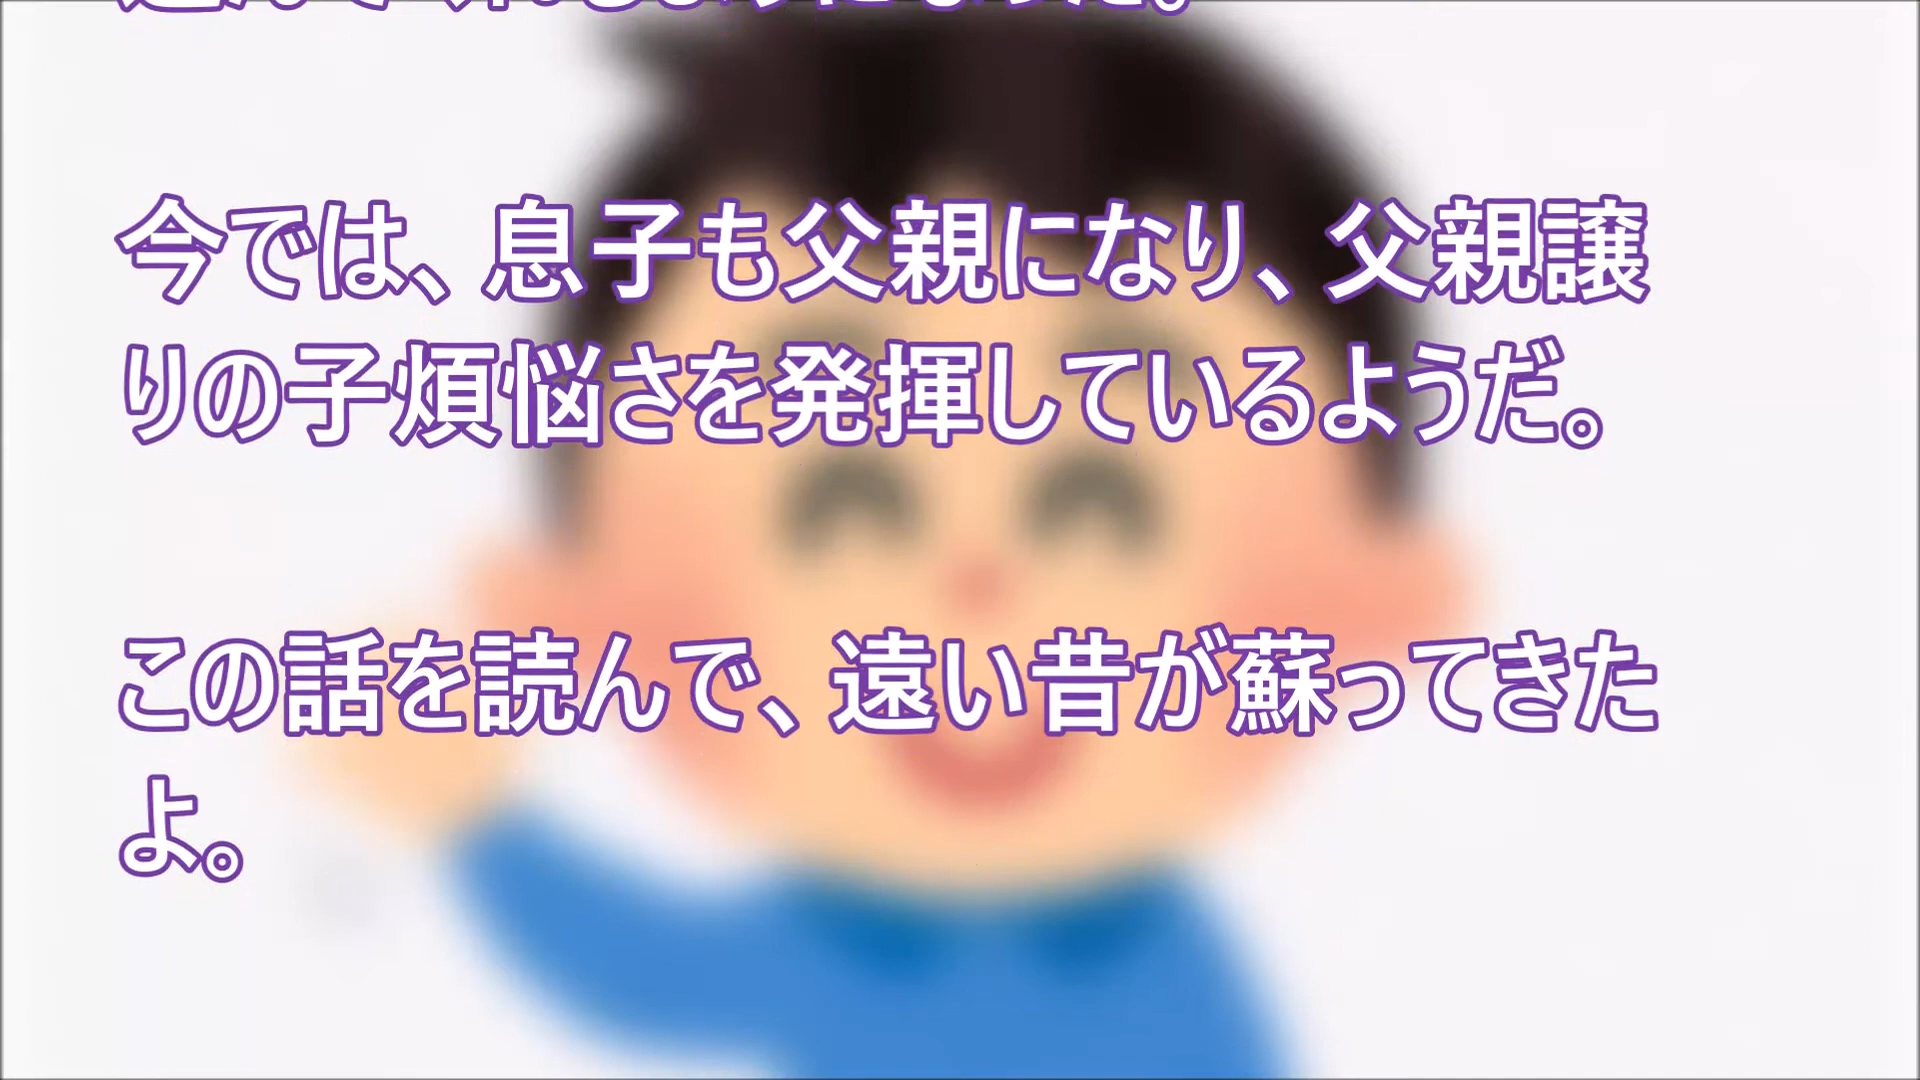 今では、息子も父親になり、父親譲
りの子煩悩さを発揮しているようだ。
この話を読んで、遠い昔が蘇ってきた
よ。